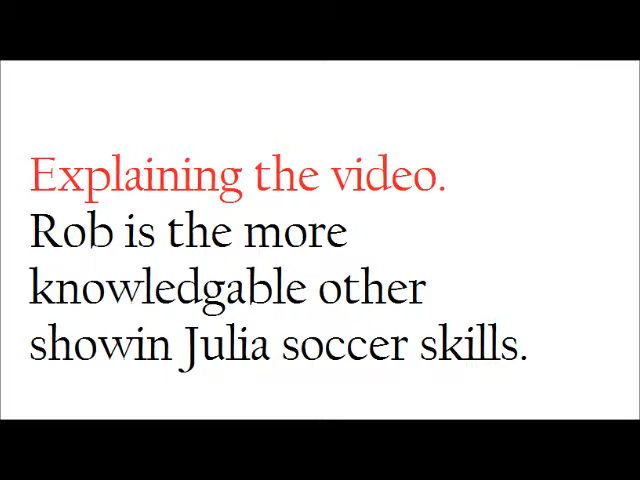 Explaining the video.
Rob is the more
knowledgable other
showin Julia soccer skills.